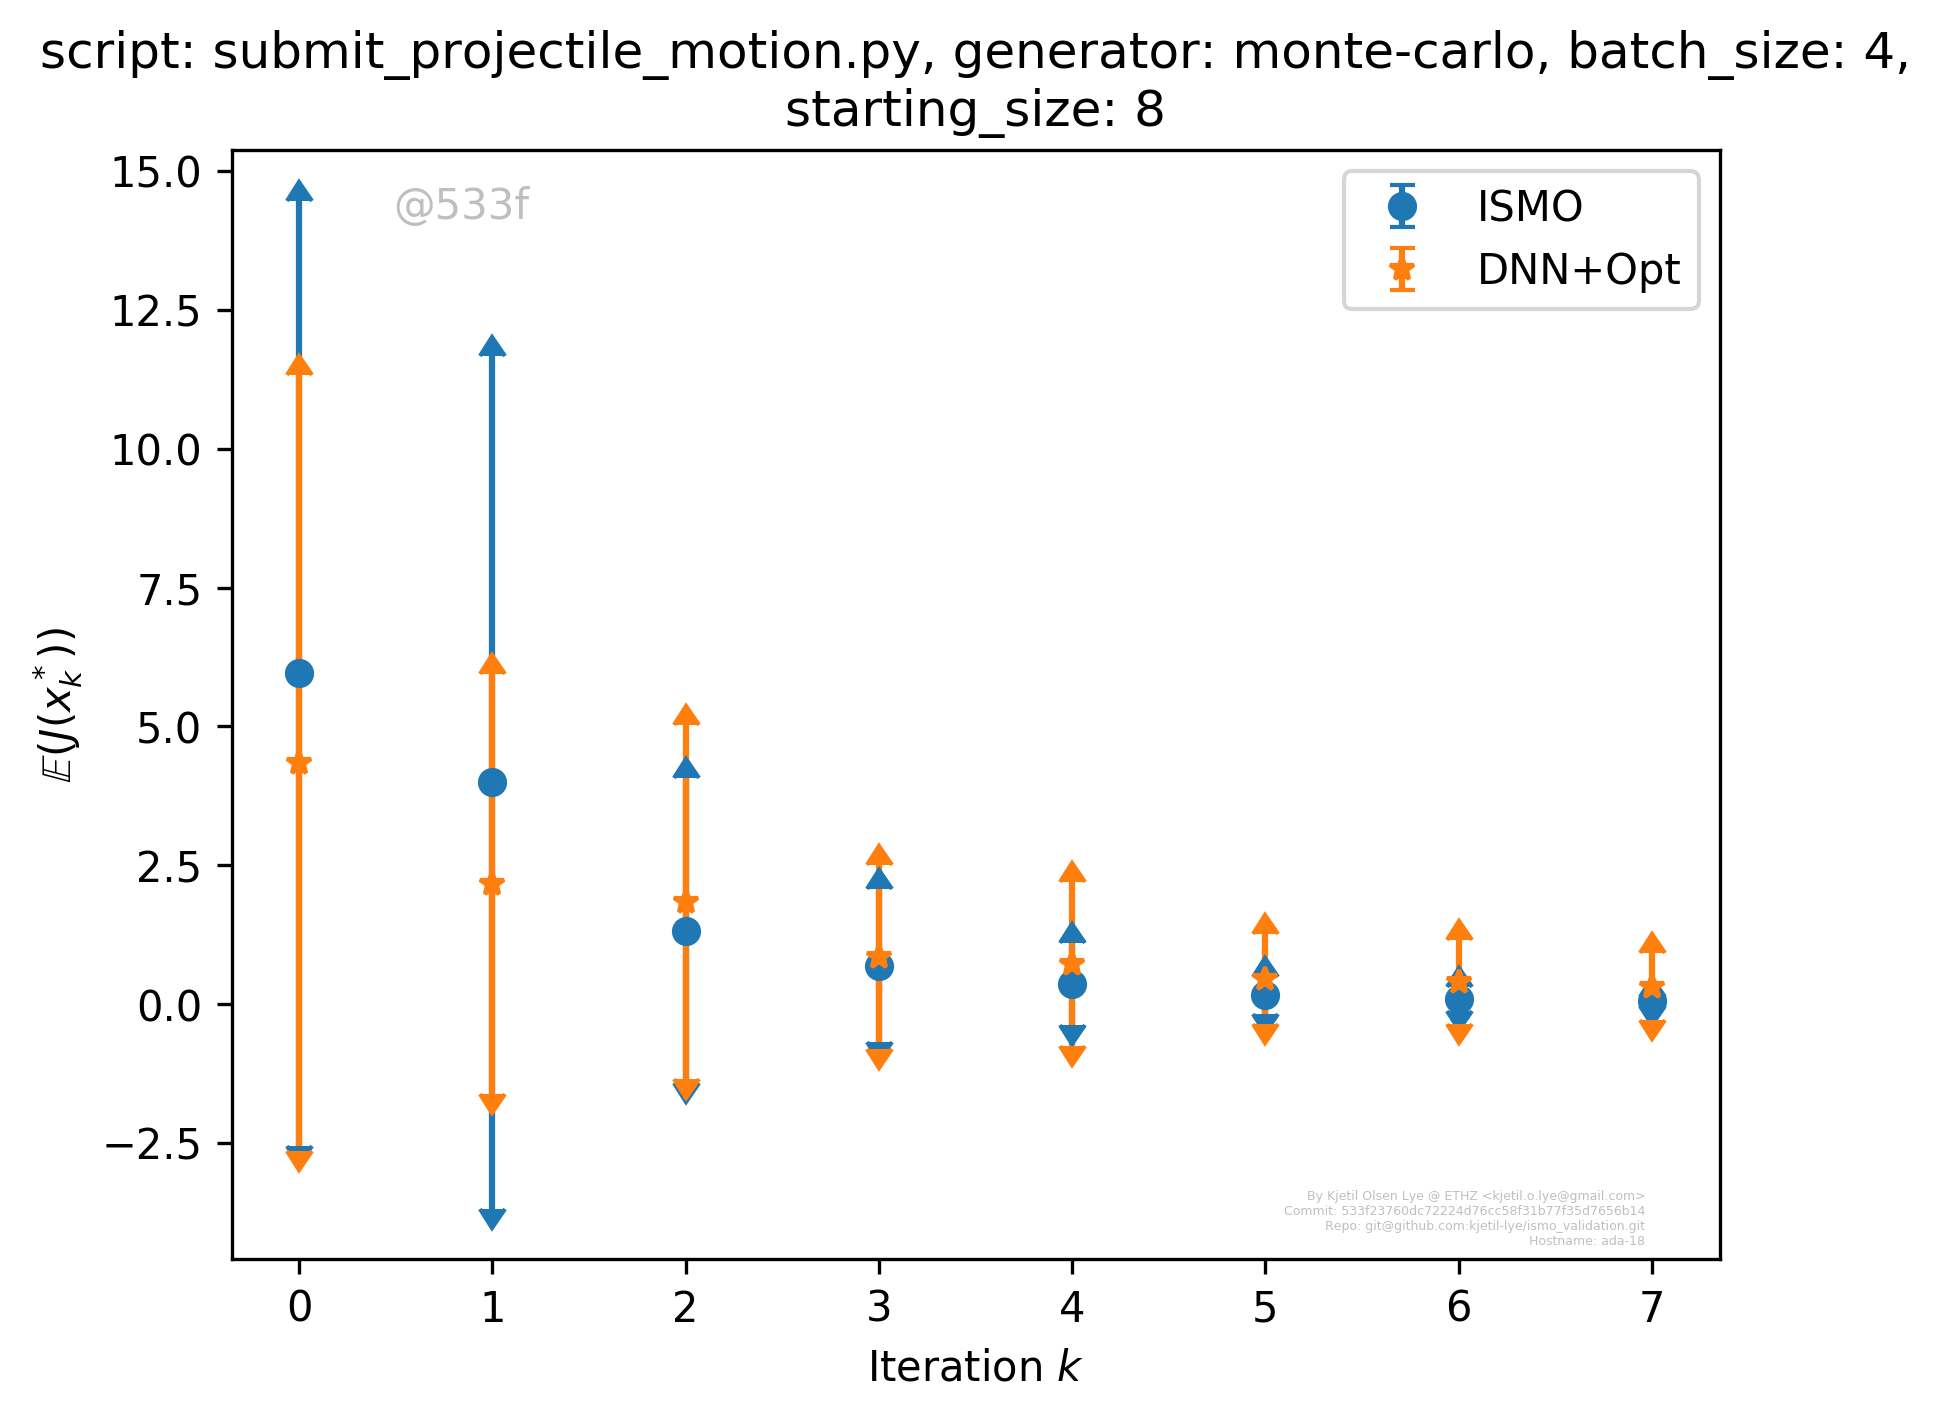 script: submit_projectile_motion.py, generator: monte-carlo, batch_size: 4,
starting_size: 8
15.0
12.5
10.0
7.5
5.0
2.5
0.0
−2.5
𝔼(J(x*k))
@533f
ISMO
DNN+Opt
By Kjetil Olsen Lye @ ETHZ <kjetil.o.lye@gmail.com>
Commit: 533f23760dc72224d76cc58f31b77f35d7656b14
Repo: git@github.com:kjetil-lye/ismo_validation.git
Hostname: ada-18
0 1 2 3 4 5 6 7
Iteration k